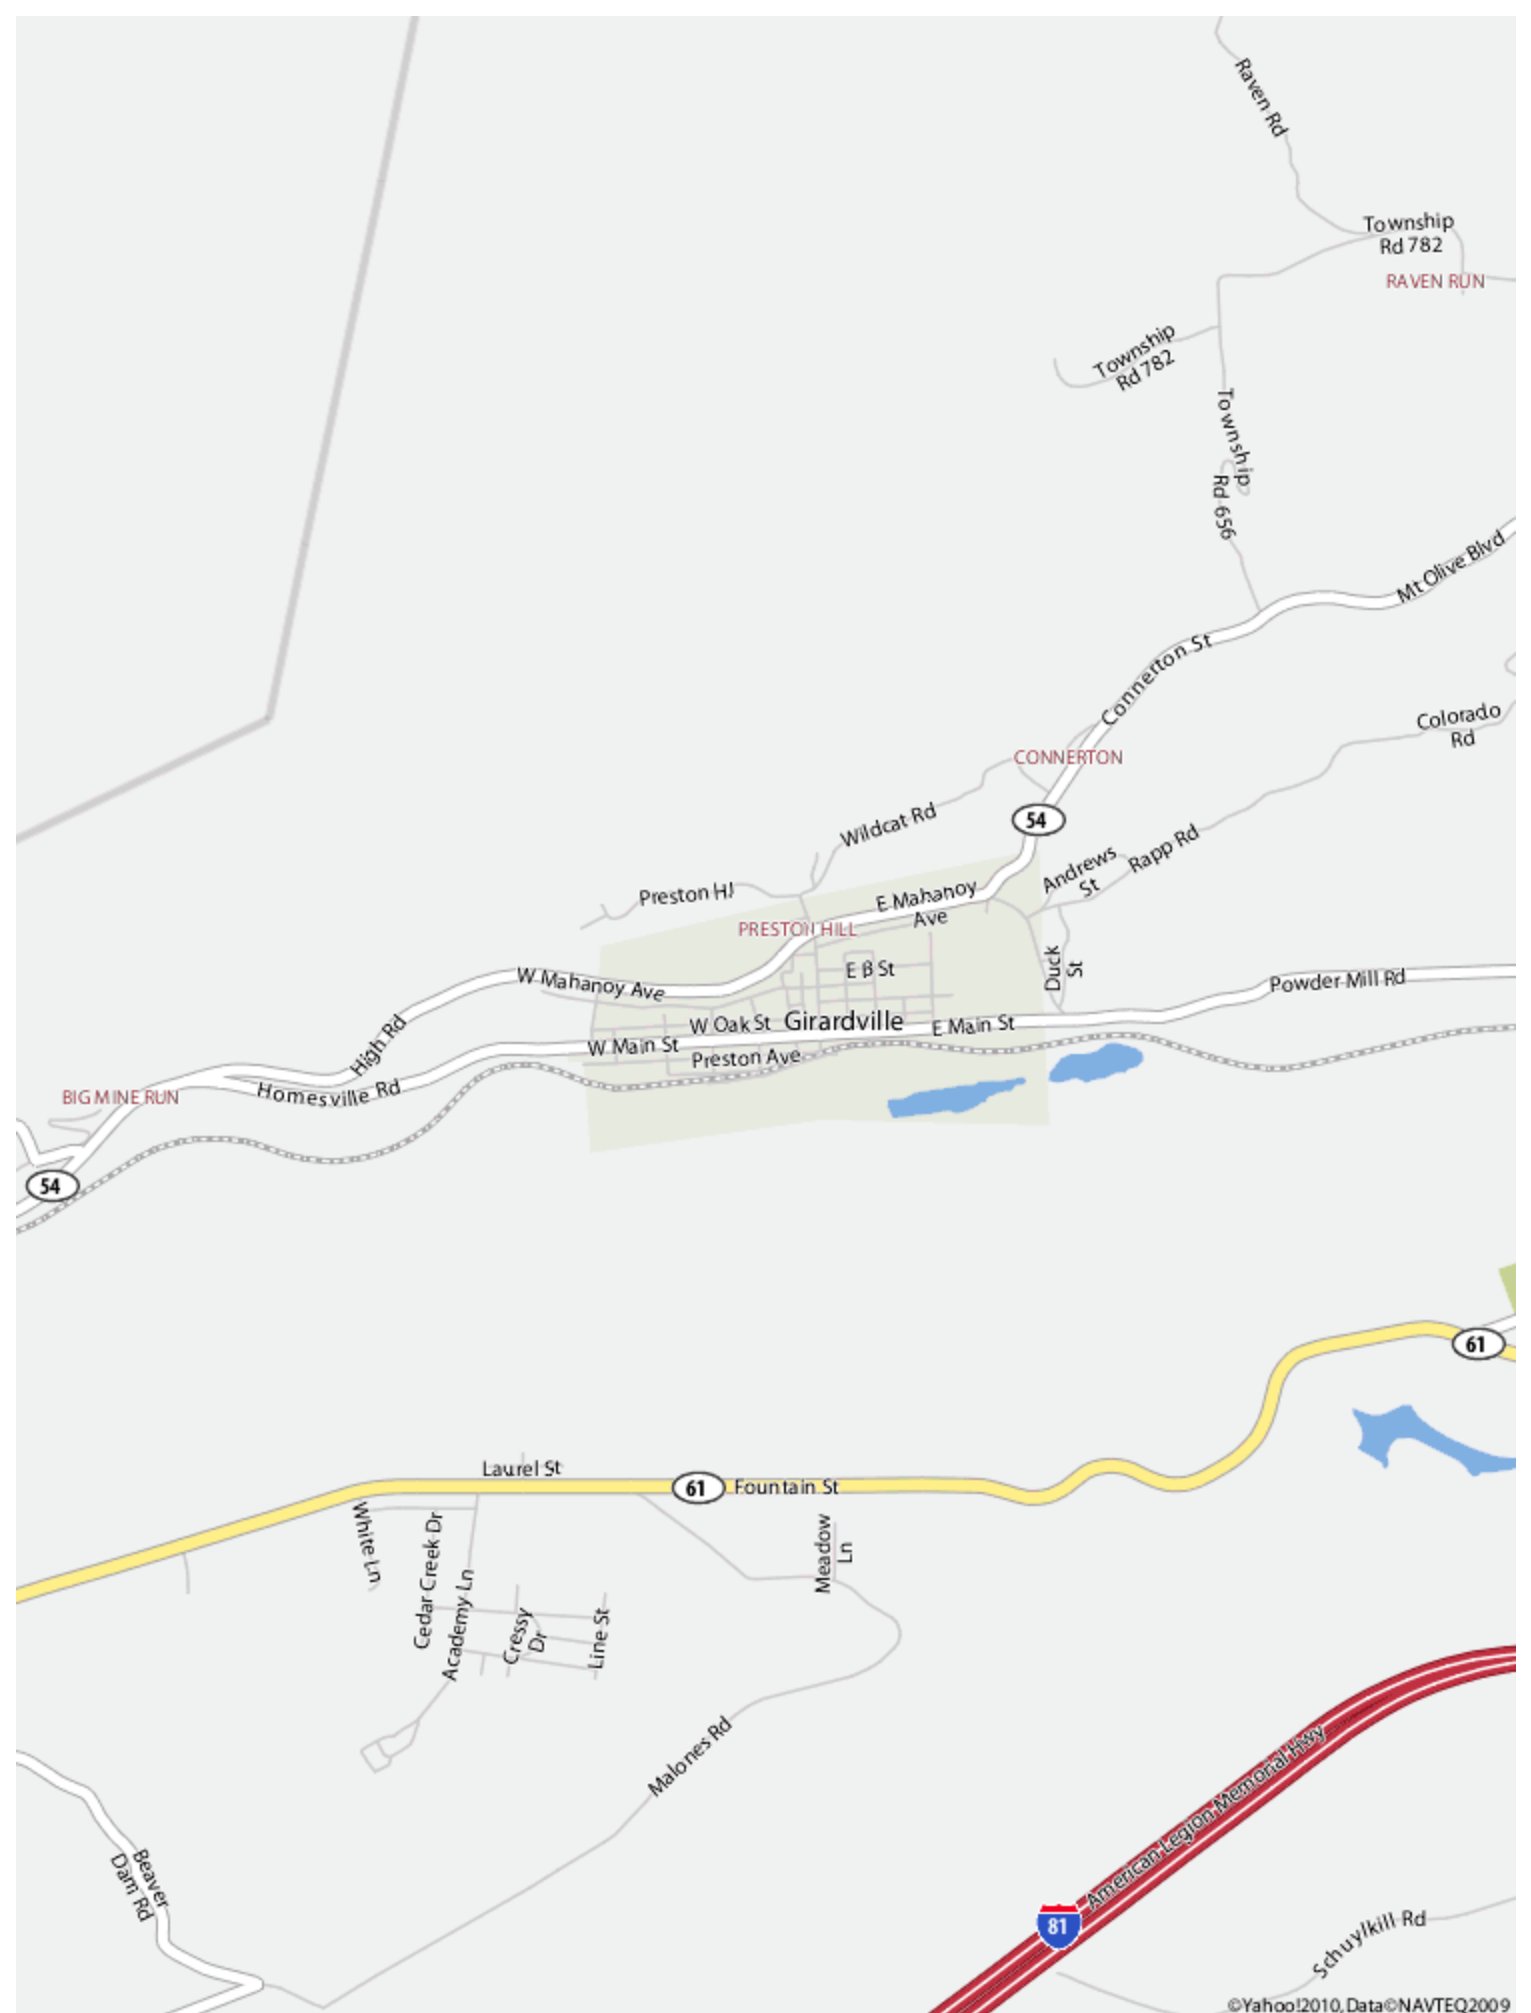 Raven Rd
Township
Rd 782
RAVEN RUN
Township
Rd 782
Township
Rd 656
Mt Olive Blvd
Connerton St
Colorado
Rd
CONNERTON
54
Wildcat Rd
Andrews
St
Rapp Rd
Preston Hl
E Mahanoy
Ave
PRESTON HILL
E B St
Duck
St
W Mahanoy Ave
Powder Mill Rd
W Oak St
Girardville
E Main St
High Rd
W Main St
Preston Ave
Homesville Rd
BIG MINE RUN
54
61
Laurel St
61
Fountain St
White Ln
Cedar Creek Dr
Academy Ln
Cressy
Dr
Line St
Meadow
Ln
Malones Rd
American Legion Memorial Hwy
Beaver
Dam Rd
81
Schuylkill Rd
©Yahoo!2010,Data©NAVTEQ2009